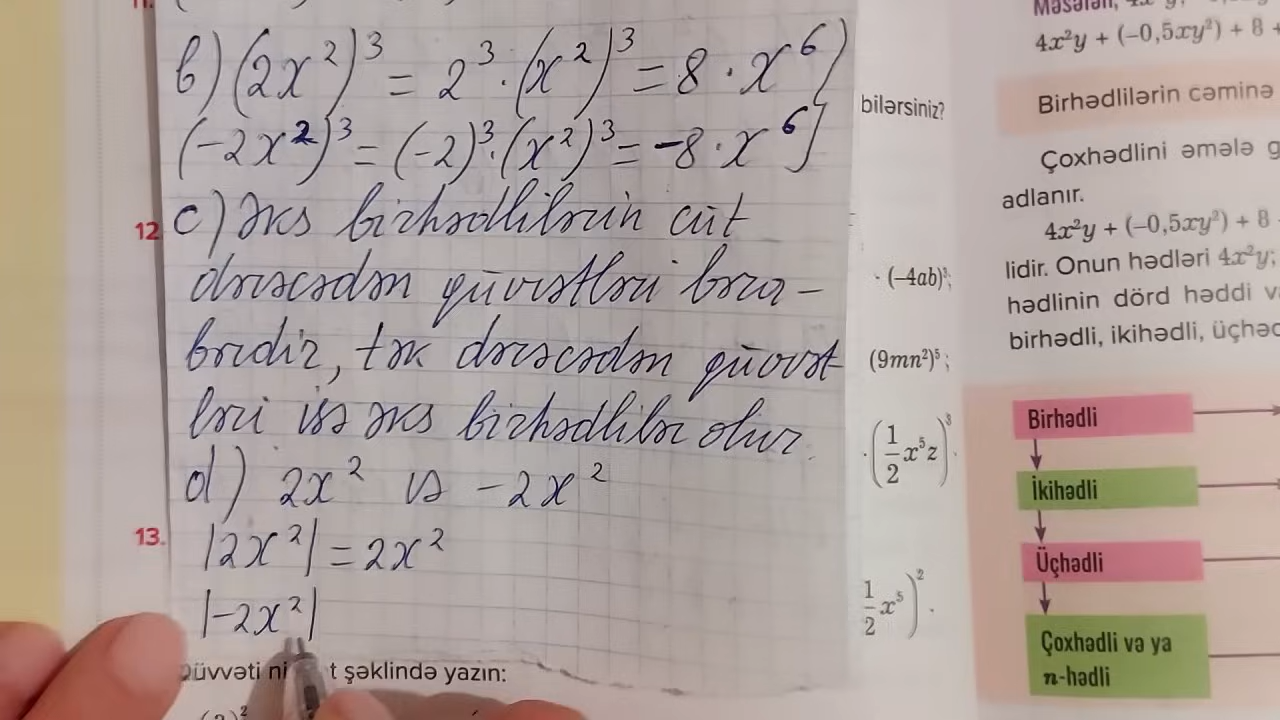 11.
b) (2x²)³ = 2³ · (x²)³ = 8 · x⁶)
(-2x²)³ = (-2)³ · (x²)³ = -8 · x⁶]
12 c) Əks birhədlilərin cüt
dərəcədən qüvvətləri bəra-
bərdir, tək dərəcədən qüvvət
ləri isə əks birhədlilər olur.
d) 2x² və -2x²
13. |2x²| = 2x²
|-2x²|
şəklində yazın:
bilərsiniz?
· (–4ab)³;
(9mn²)⁵ ;
· (1/2 x⁵z)³ ·
1/2 x⁵)² ·
Məsələn,
4x²y + (–0,5xy²) + 8 +
Birhədlilərin cəminə
Çoxhədlini əmələ g
adlanır.
4x²y + (–0,5xy²) + 8
lidir. Onun hədləri 4x²y;
hədlinin dörd həddi və
birhədli, ikihədli, üçhəd
Birhədli
İkihədli
Üçhədli
Çoxhədli və ya
n-hədli